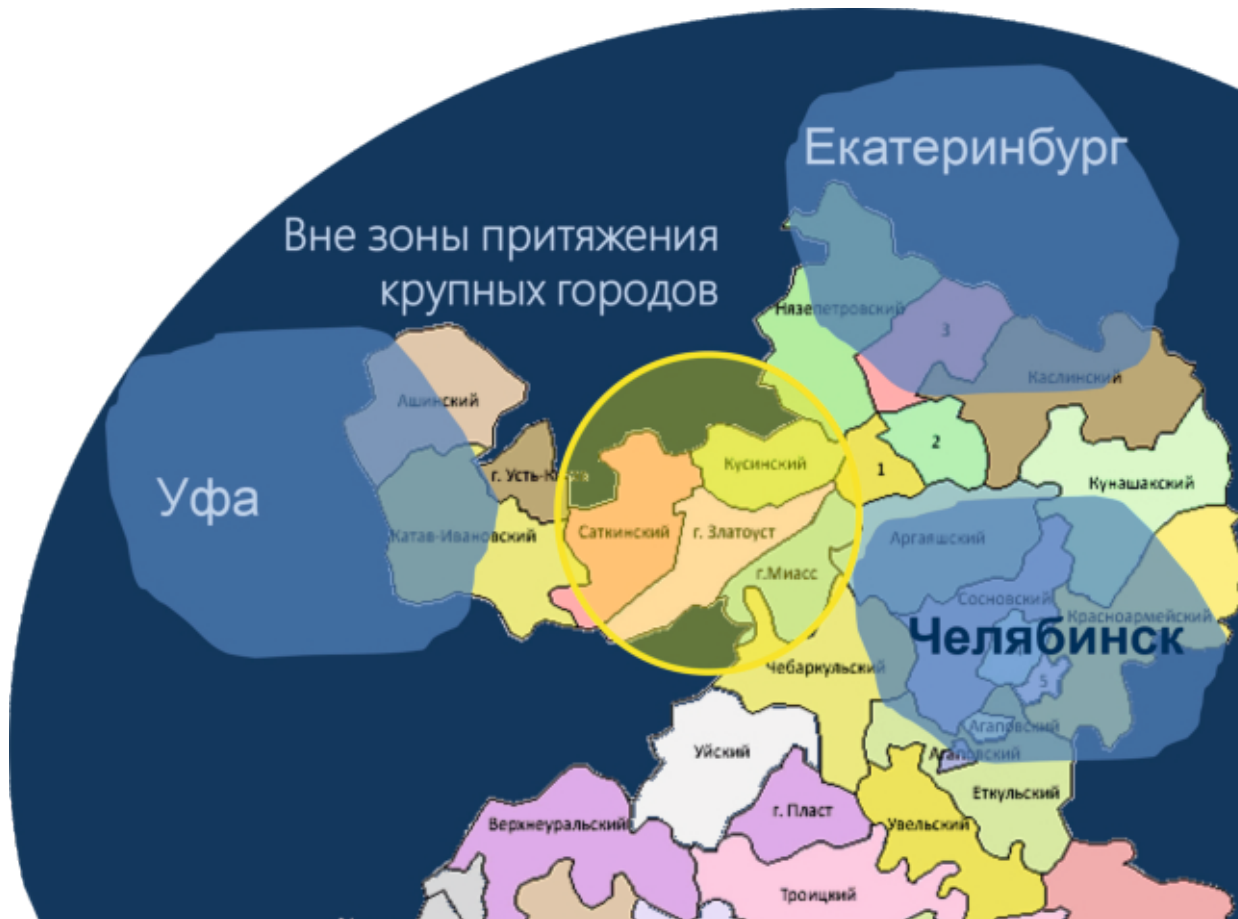 Екатеринбург
Вне зоны притяжения
крупных городов
Нязепетровский
3
Каслинский
Ашинский
2
1
Кусинский
г. Усть-К
Кунашакский
Уфа
Саткинский
г. Златоуст
Катав-Ивановский
Аргаяшский
г.Миасс
Сосновский
Красноармейский
Челябинск
Чебаркульский
5
Агаповский
Уйский
Агаповский
Еткульский
г. Пласт
Верхнеуральский
Увельский
Троицкий